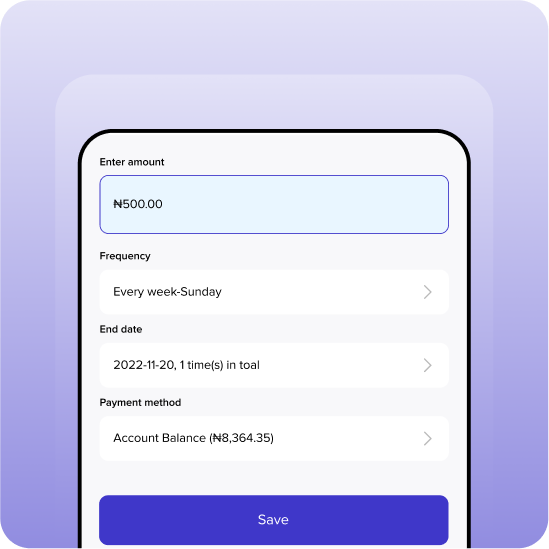 Enter amount
₦500.00
Frequency
Every week-Sunday
End date
2022-11-20, 1 time(s) in toal
Payment method
Account Balance (₦8,364.35)
Save